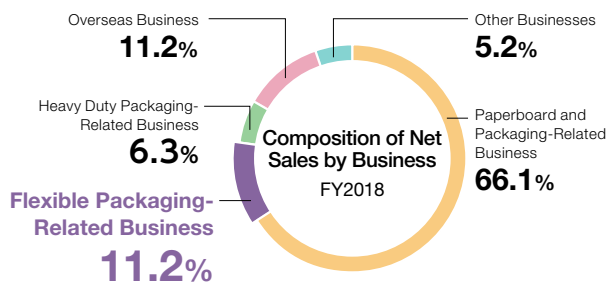 Overseas Business
11.2%
Other Businesses
5.2%
Heavy Duty Packaging-
Related Business
6.3%
Composition of Net
Sales by Business
FY2018
Paperboard and
Packaging-Related
Business
66.1%
Flexible Packaging-
Related Business
11.2%